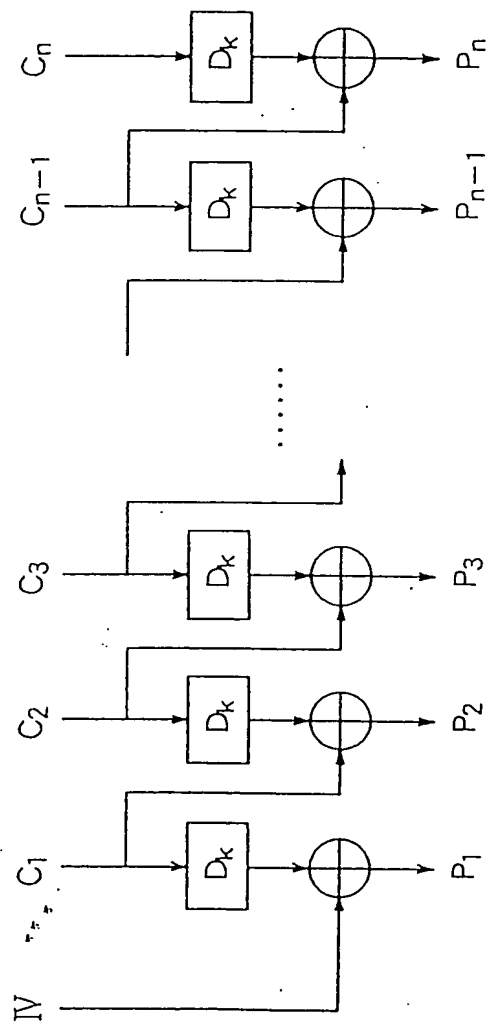 IV C₁ C₂ C₃ Cₙ₋₁ Cₙ
Dₖ Dₖ Dₖ Dₖ Dₖ
......
P₁ P₂ P₃ Pₙ₋₁ Pₙ